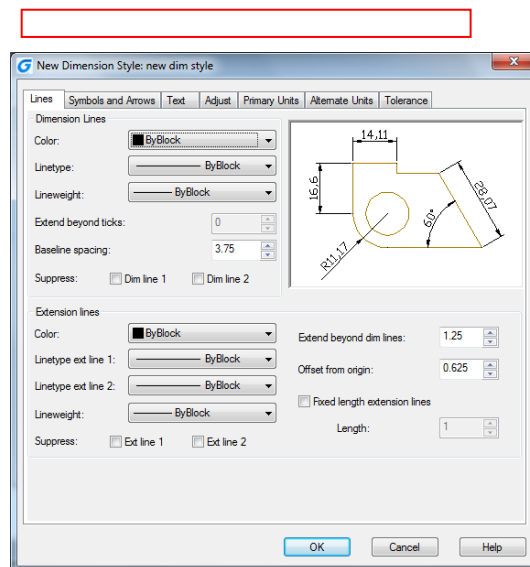 New Dimension Style: new dim style
Lines Symbols and Arrows Text Adjust Primary Units Alternate Units Tolerance
Dimension Lines
Color: ByBlock
Linetype: ByBlock
Lineweight: ByBlock
Extend beyond ticks: 0
Baseline spacing: 3.75
Suppress: Dim line 1 Dim line 2
14,11
16,6
28,07
60°
R11,17
Extension lines
Color: ByBlock
Linetype ext line 1: ByBlock
Linetype ext line 2: ByBlock
Lineweight: ByBlock
Suppress: Ext line 1 Ext line 2
Extend beyond dim lines: 1.25
Offset from origin: 0.625
Fixed length extension lines
Length: 1
OK Cancel Help